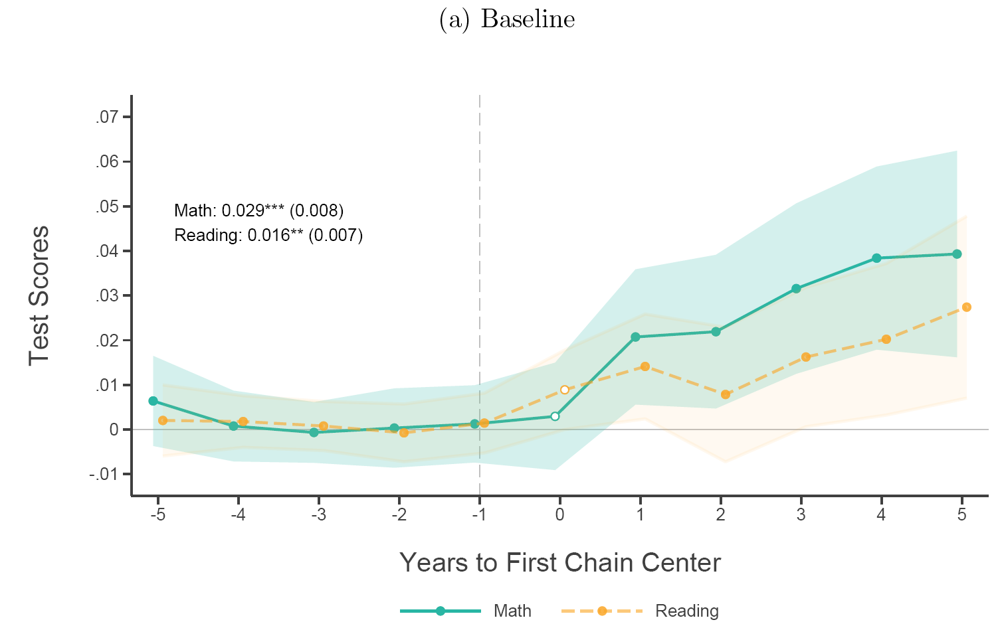 (a) Baseline
.07
.06
.05
.04
.03
.02
.01
0
-.01
Test Scores
Math: 0.029*** (0.008)
Reading: 0.016** (0.007)
-5 -4 -3 -2 -1 0 1 2 3 4 5
Years to First Chain Center
Math Reading